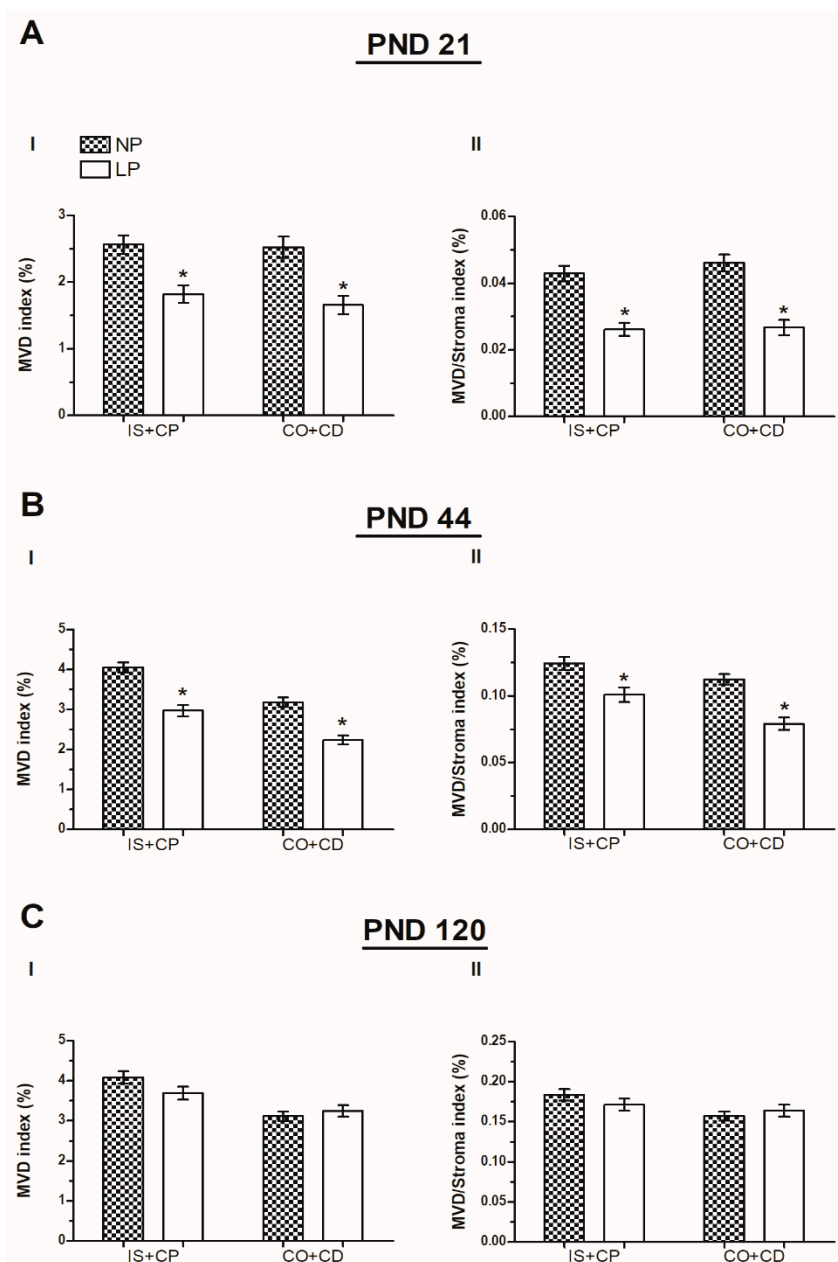 A
PND 21
I
II
NP
LP
MVD index (%)
3
2
1
0
*
*
IS+CP
CO+CD
MVD/Stroma index (%)
0.06
0.04
0.02
0.00
*
*
IS+CP
CO+CD
B
PND 44
I
II
MVD index (%)
5
4
3
2
1
0
*
*
IS+CP
CO+CD
MVD/Stroma index (%)
0.15
0.10
0.05
0.00
*
*
IS+CP
CO+CD
C
PND 120
I
II
MVD index (%)
5
4
3
2
1
0
IS+CP
CO+CD
MVD/Stroma index (%)
0.25
0.20
0.15
0.10
0.05
0.00
IS+CP
CO+CD